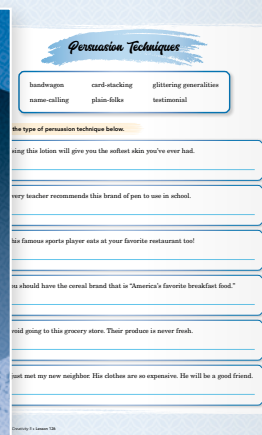 Persuasion Techniques
bandwagon card-stacking glittering generalities
name-calling plain-folks testimonial
the type of persuasion technique below.
sing this lotion will give you the softest skin you've ever had.
very teacher recommends this brand of pen to use in school.
his famous sports player eats at your favorite restaurant too!
ou should have the cereal brand that is "America's favorite breakfast food."
void going to this grocery store. Their produce is never fresh.
just met my new neighbor. His clothes are so expensive. He will be a good friend.
Lesson 126